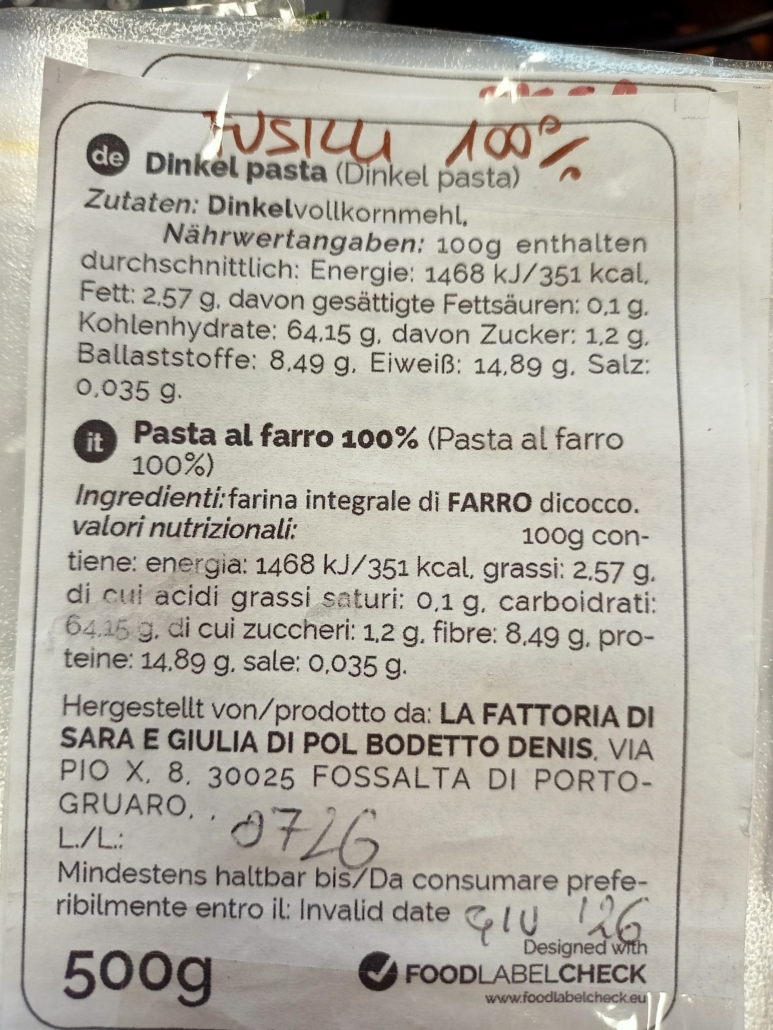 FUSILLI 100%
de Dinkel pasta (Dinkel pasta)
Zutaten: Dinkelvollkornmehl,
Nährwertangaben: 100g enthalten
durchschnittlich: Energie: 1468 kJ/351 kcal,
Fett: 2,57 g, davon gesättigte Fettsäuren: 0,1 g,
Kohlenhydrate: 64,15 g, davon Zucker: 1,2 g,
Ballaststoffe: 8,49 g, Eiweiß: 14,89 g, Salz:
0,035 g.
it Pasta al farro 100% (Pasta al farro
100%)
Ingredienti: farina integrale di FARRO dicocco.
valori nutrizionali: 100g con-
tiene: energia: 1468 kJ/351 kcal, grassi: 2,57 g,
di cui acidi grassi saturi: 0,1 g, carboidrati:
64,15 g, di cui zuccheri: 1,2 g, fibre: 8,49 g, pro-
teine: 14,89 g, sale: 0,035 g.
Hergestellt von/prodotto da: LA FATTORIA DI
SARA E GIULIA DI POL BODETTO DENIS, VIA
PIO X, 8, 30025 FOSSALTA DI PORTO-
GRUARO, .
L./L.: 0726
Mindestens haltbar bis/Da consumare prefe-
ribilmente entro il: Invalid date GIU '26
500g
Designed with
FOODLABELCHECK
www.foodlabelcheck.eu